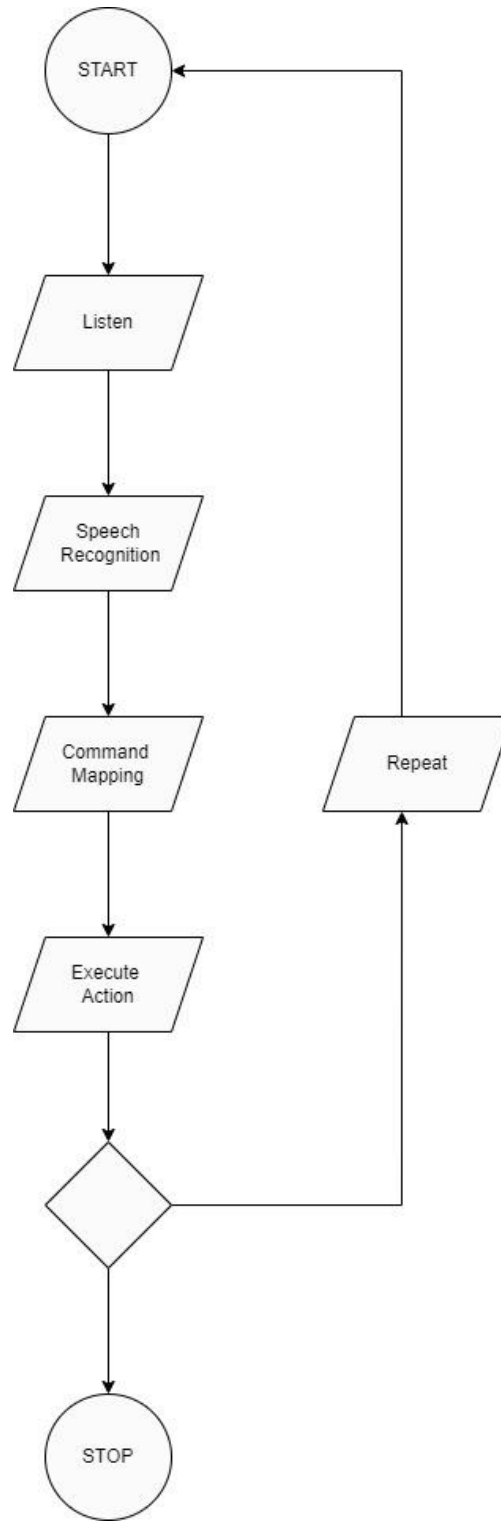 START
Listen
Speech
Recognition
Command
Mapping
Repeat
Execute
Action
STOP